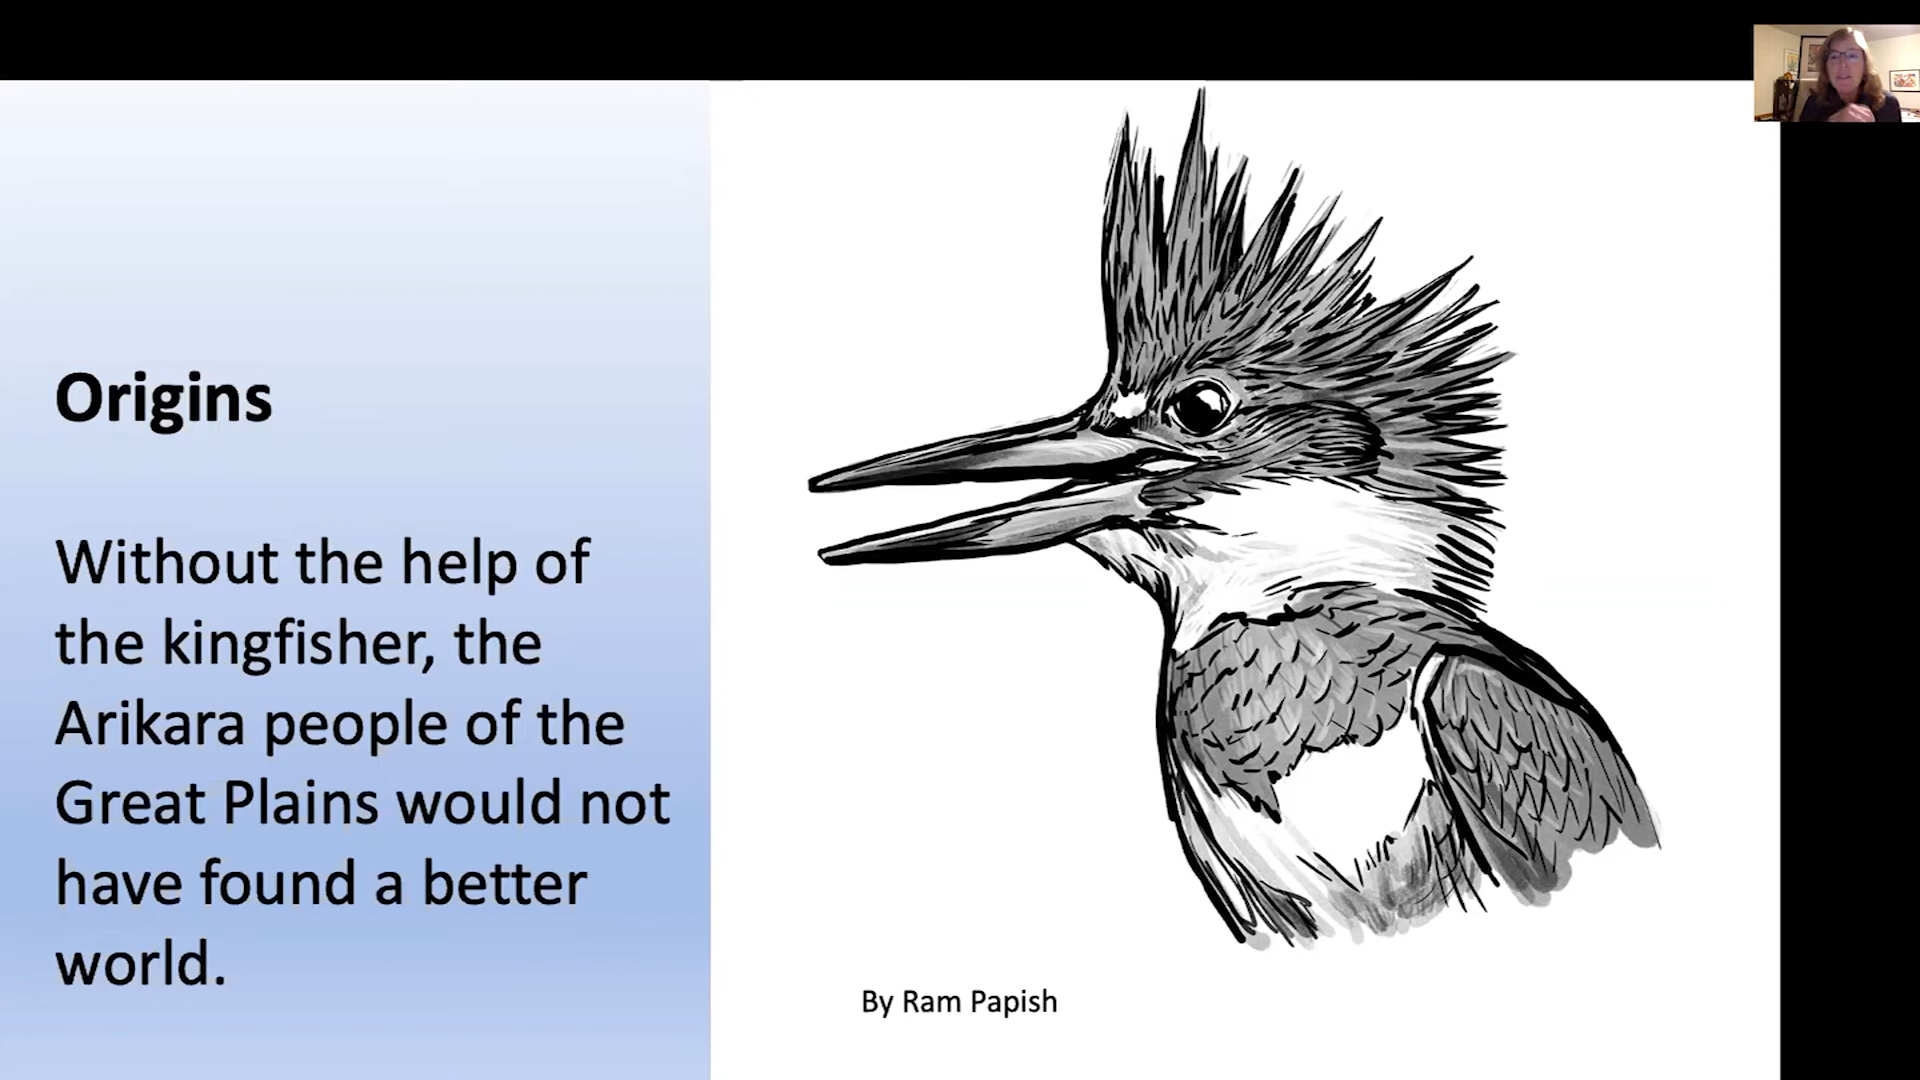 Origins
Without the help of
the kingfisher, the
Arikara people of the
Great Plains would not
have found a better
world.
By Ram Papish